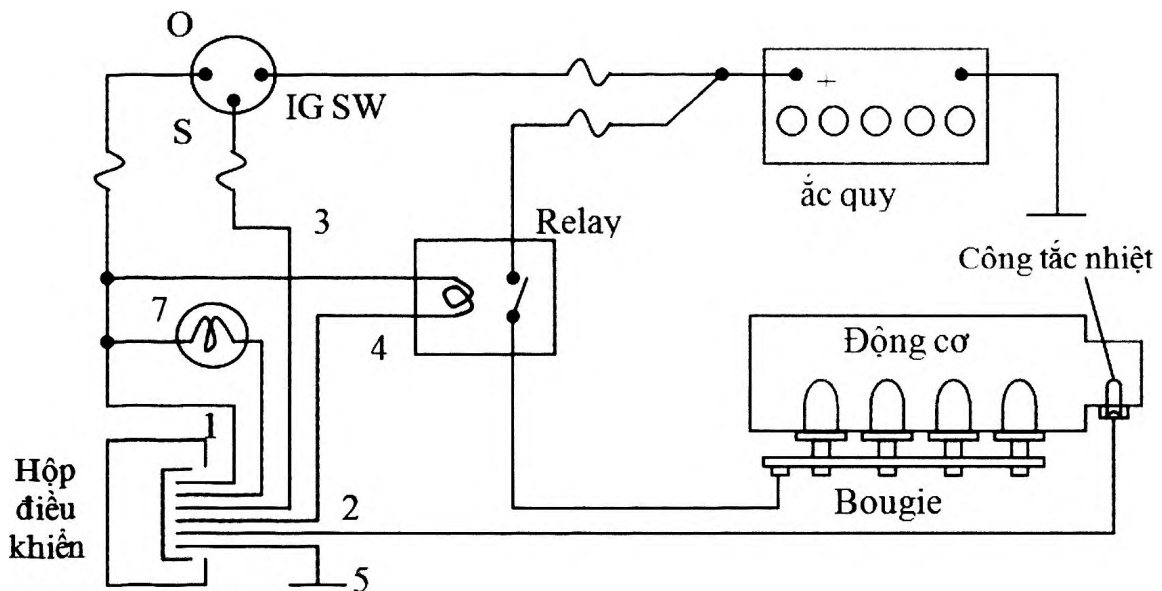 O
IG SW
S
+
ắc quy
3
Relay
Công tắc nhiệt
7
4
Động cơ
1
Hộp
điều
khiển
2
Bougie
5